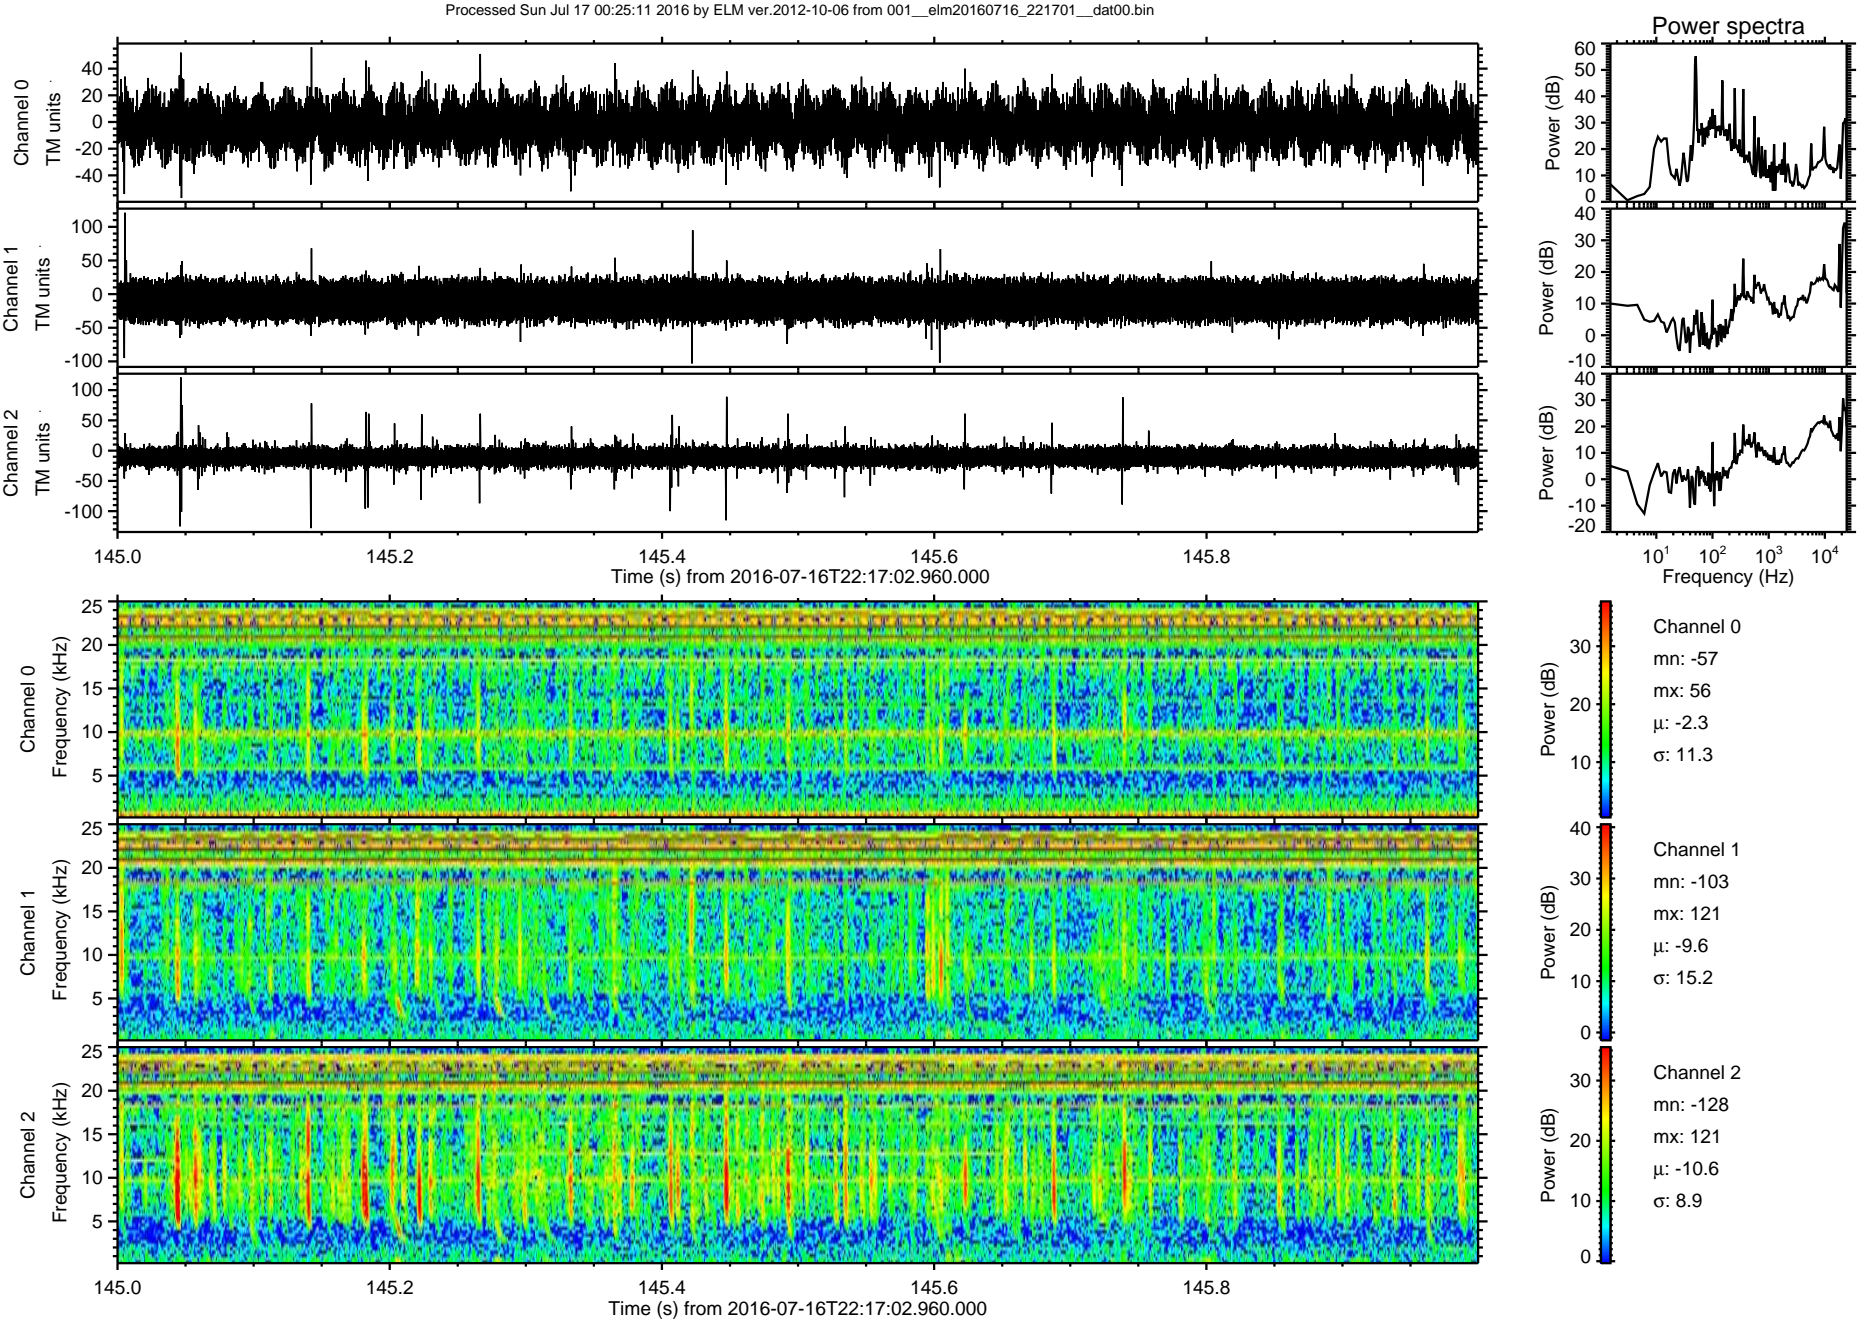 Processed Sun Jul 17 00:25:11 2016 by ELM ver.2012-10-06 from 001__elm20160716_221701__dat00.bin
Power spectra
Channel 0
TM units
40
20
0
-20
-40
Power (dB)
60
50
40
30
20
10
0
Channel 1
TM units
100
50
0
-50
-100
Power (dB)
40
30
20
10
0
-10
Channel 2
TM units
100
50
0
-50
-100
Power (dB)
40
30
20
10
0
-10
-20
145.0 145.2 145.4 145.6 145.8
Time (s) from 2016-07-16T22:17:02.960.000
10^1 10^2 10^3 10^4
Frequency (Hz)
Channel 0
Frequency (kHz)
25
20
15
10
5
Power (dB)
30
20
10
Channel 0
mn: -57
mx: 56
μ: -2.3
σ: 11.3
Channel 1
Frequency (kHz)
25
20
15
10
5
Power (dB)
40
30
20
10
0
Channel 1
mn: -103
mx: 121
μ: -9.6
σ: 15.2
Channel 2
Frequency (kHz)
25
20
15
10
5
Power (dB)
30
20
10
0
Channel 2
mn: -128
mx: 121
μ: -10.6
σ: 8.9
145.0 145.2 145.4 145.6 145.8
Time (s) from 2016-07-16T22:17:02.960.000